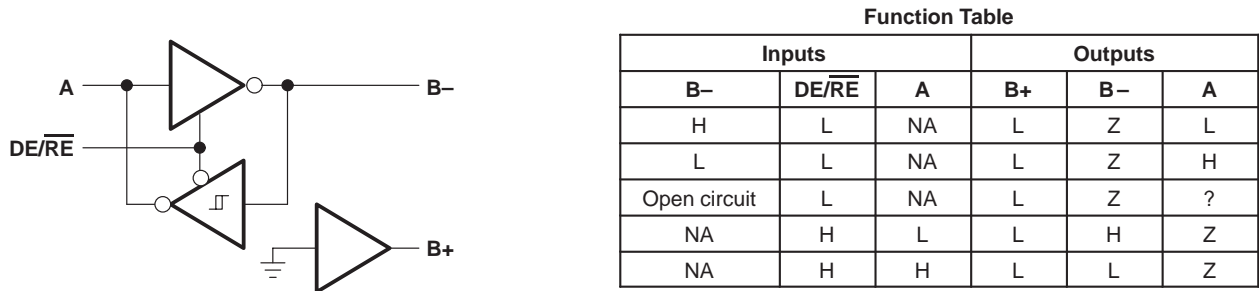 A
B–
DE/RE
B+
Function Table
Inputs Outputs
B– DE/RE A B+ B– A
H L NA L Z L
L L NA L Z H
Open circuit L NA L Z ?
NA H L L H Z
NA H H L L Z